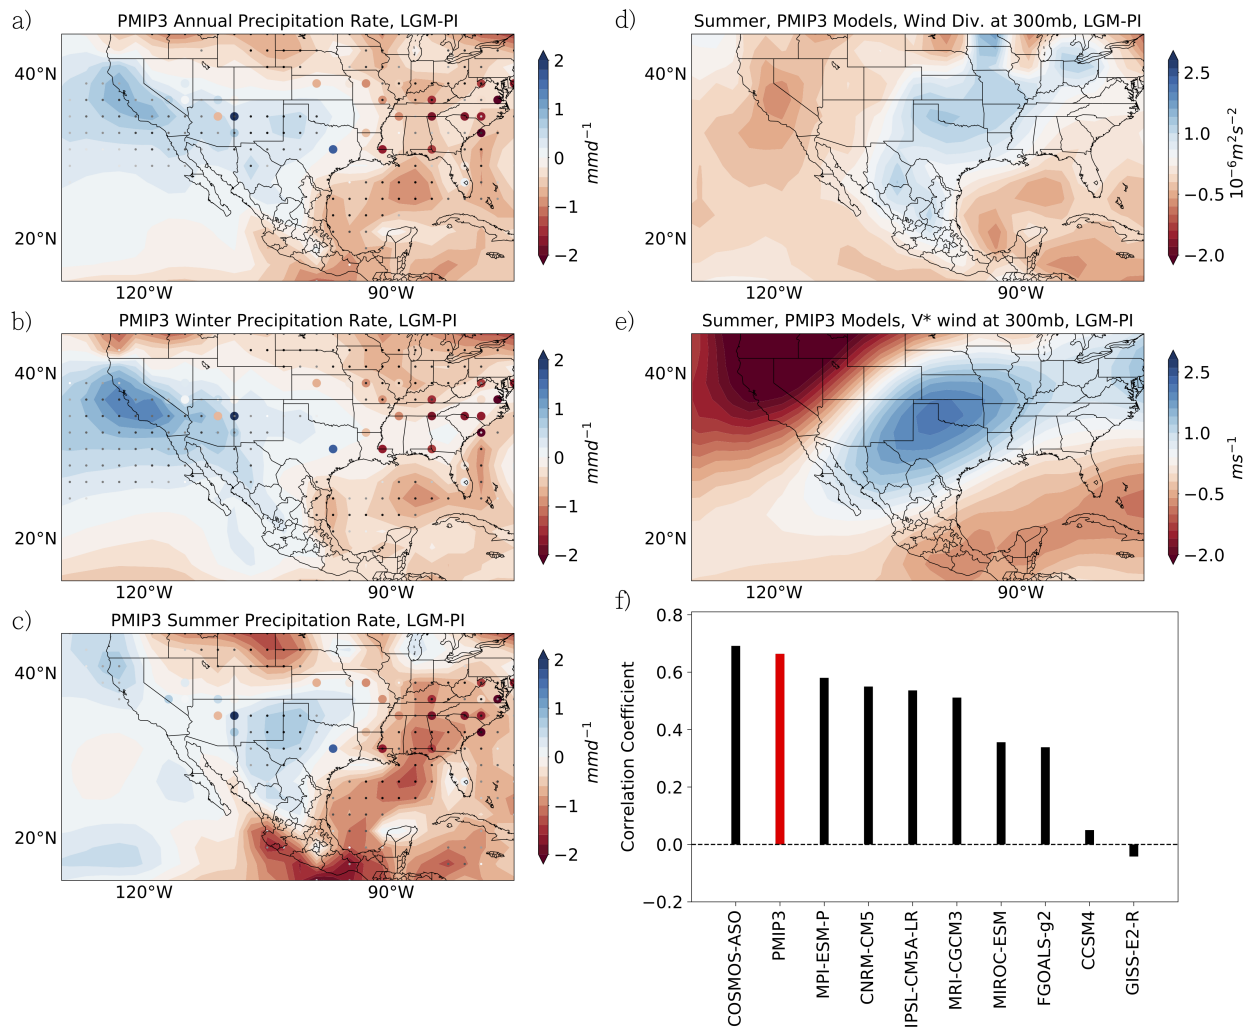 a)
PMIP3 Annual Precipitation Rate, LGM-PI
40°N
20°N
120°W
90°W
2
1
0
−1
−2
mmd⁻¹
b)
PMIP3 Winter Precipitation Rate, LGM-PI
40°N
20°N
120°W
90°W
2
1
0
−1
−2
mmd⁻¹
c)
PMIP3 Summer Precipitation Rate, LGM-PI
40°N
20°N
120°W
90°W
2
1
0
−1
−2
mmd⁻¹
d)
Summer, PMIP3 Models, Wind Div. at 300mb, LGM-PI
40°N
20°N
120°W
90°W
2.5
1.0
−0.5
−2.0
10⁻⁶m²s⁻²
e)
Summer, PMIP3 Models, V* wind at 300mb, LGM-PI
40°N
20°N
120°W
90°W
2.5
1.0
−0.5
−2.0
ms⁻¹
f)
0.8
0.6
0.4
0.2
0.0
−0.2
Correlation Coefficient
COSMOS-ASO
PMIP3
MPI-ESM-P
CNRM-CM5
IPSL-CM5A-LR
MRI-CGCM3
MIROC-ESM
FGOALS-g2
CCSM4
GISS-E2-R